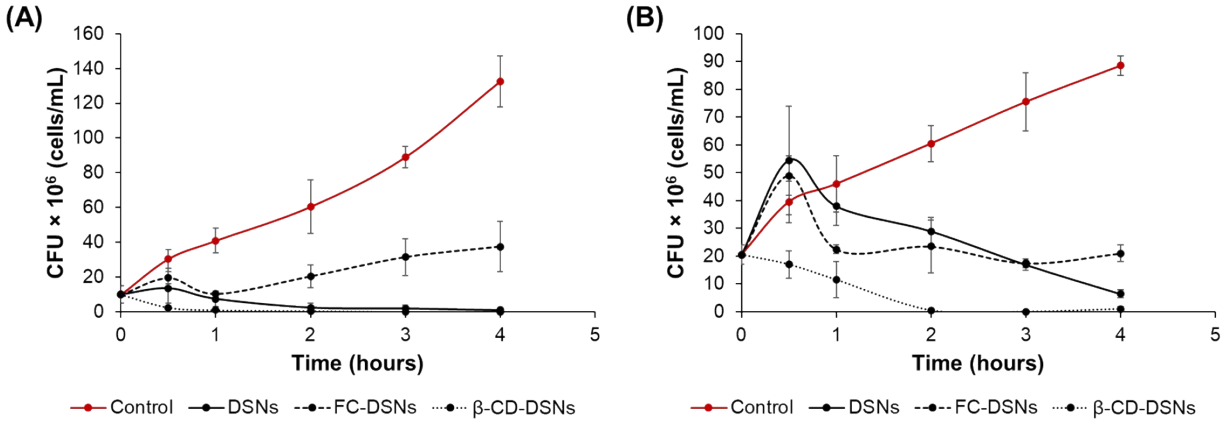 (A)
160
140
120
100
80
60
40
20
0
CFU × 10⁶ (cells/mL)
0 1 2 3 4 5
Time (hours)
Control DSNs FC-DSNs β-CD-DSNs
(B)
100
90
80
70
60
50
40
30
20
10
0
CFU × 10⁶ (cells/mL)
0 1 2 3 4 5
Time (hours)
Control DSNs FC-DSNs β-CD-DSNs